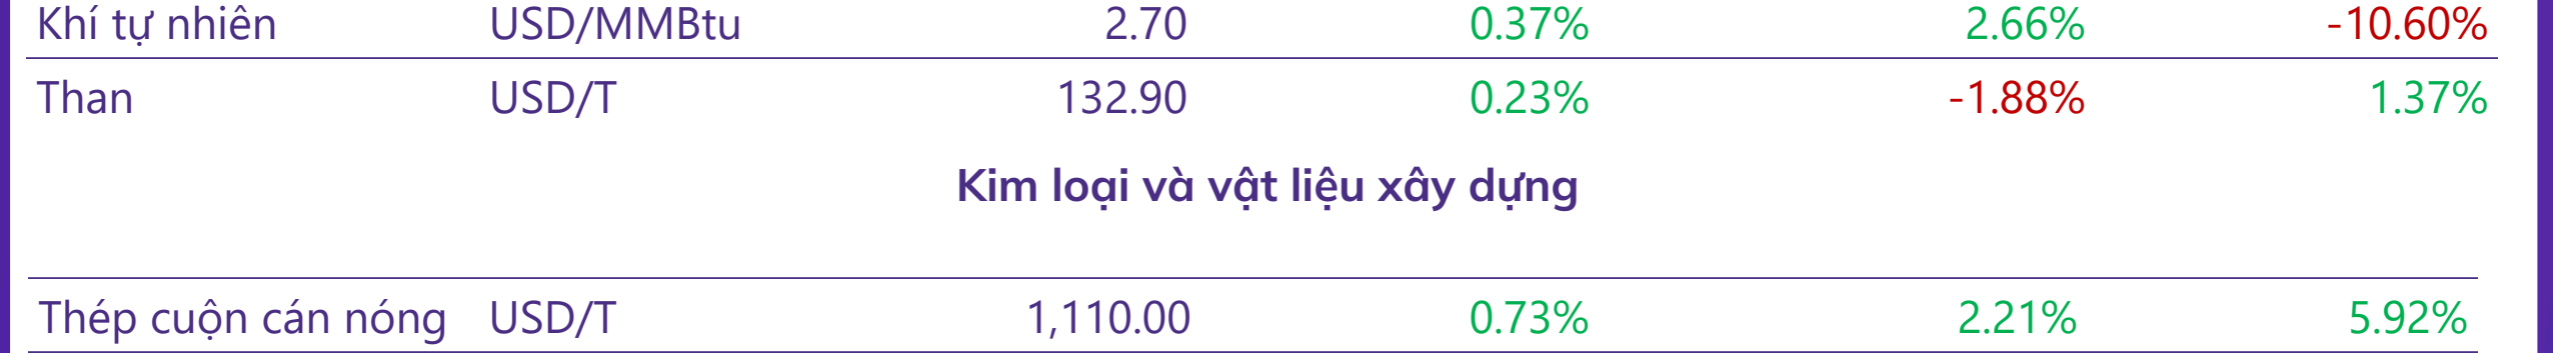 Khí tự nhiên USD/MMBtu 2.70 0.37% 2.66% -10.60%
Than USD/T 132.90 0.23% -1.88% 1.37%
Kim loại và vật liệu xây dựng
Thép cuộn cán nóng USD/T 1,110.00 0.73% 2.21% 5.92%